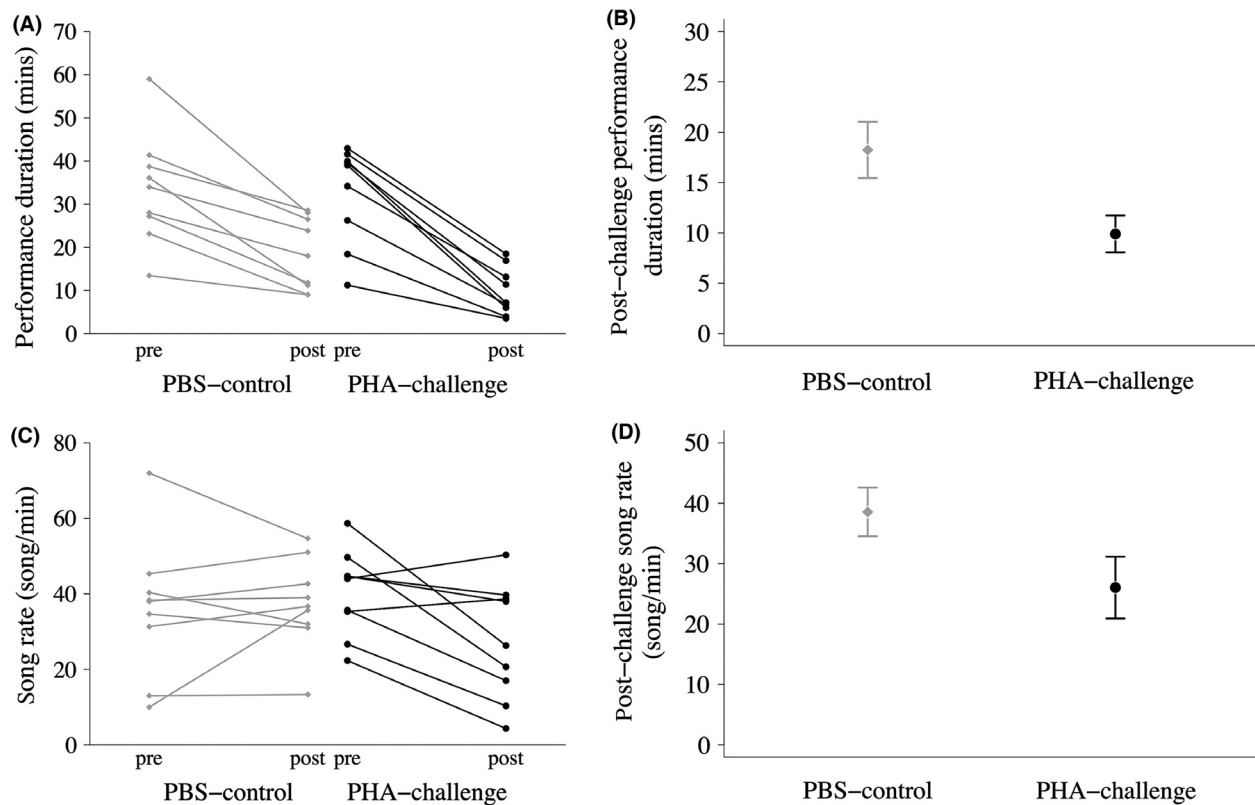 (A)
Performance duration (mins)
70
60
50
40
30
20
10
0
pre
post
pre
post
PBS–control
PHA–challenge
(B)
Post–challenge performance
duration (mins)
30
25
20
15
10
5
0
PBS–control
PHA–challenge
(C)
Song rate (song/min)
80
60
40
20
0
pre
post
pre
post
PBS–control
PHA–challenge
(D)
Post–challenge song rate
(song/min)
50
40
30
20
10
0
PBS–control
PHA–challenge